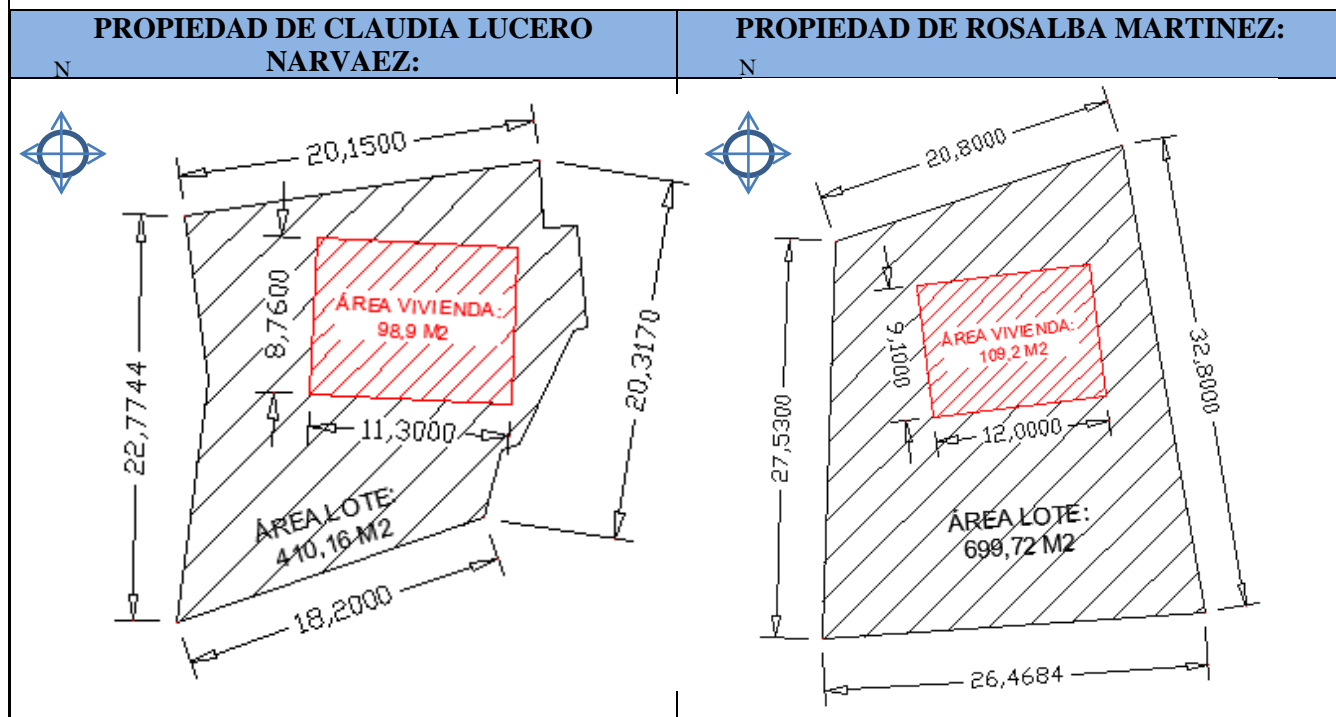 PROPIEDAD DE CLAUDIA LUCERO
NARVAEZ:
N
20,1500
8,7600
ÁREA VIVIENDA:
98,9 M2
22,7744
20,3170
11,3000
ÁREA LOTE:
410,16 M2
18,2000
PROPIEDAD DE ROSALBA MARTINEZ:
N
20,8000
9,1000
ÁREA VIVIENDA:
109,2 M2
32,8000
27,5300
12,0000
ÁREA LOTE:
699,72 M2
26,4684